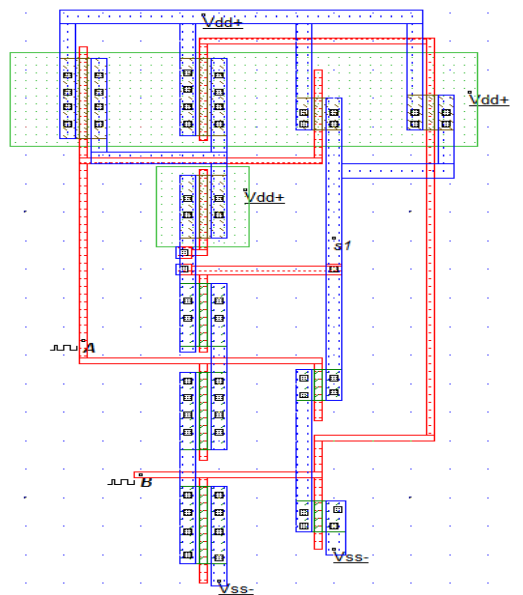 Vdd+
Vdd+
Vdd+
s1
A
B
Vss-
Vss-